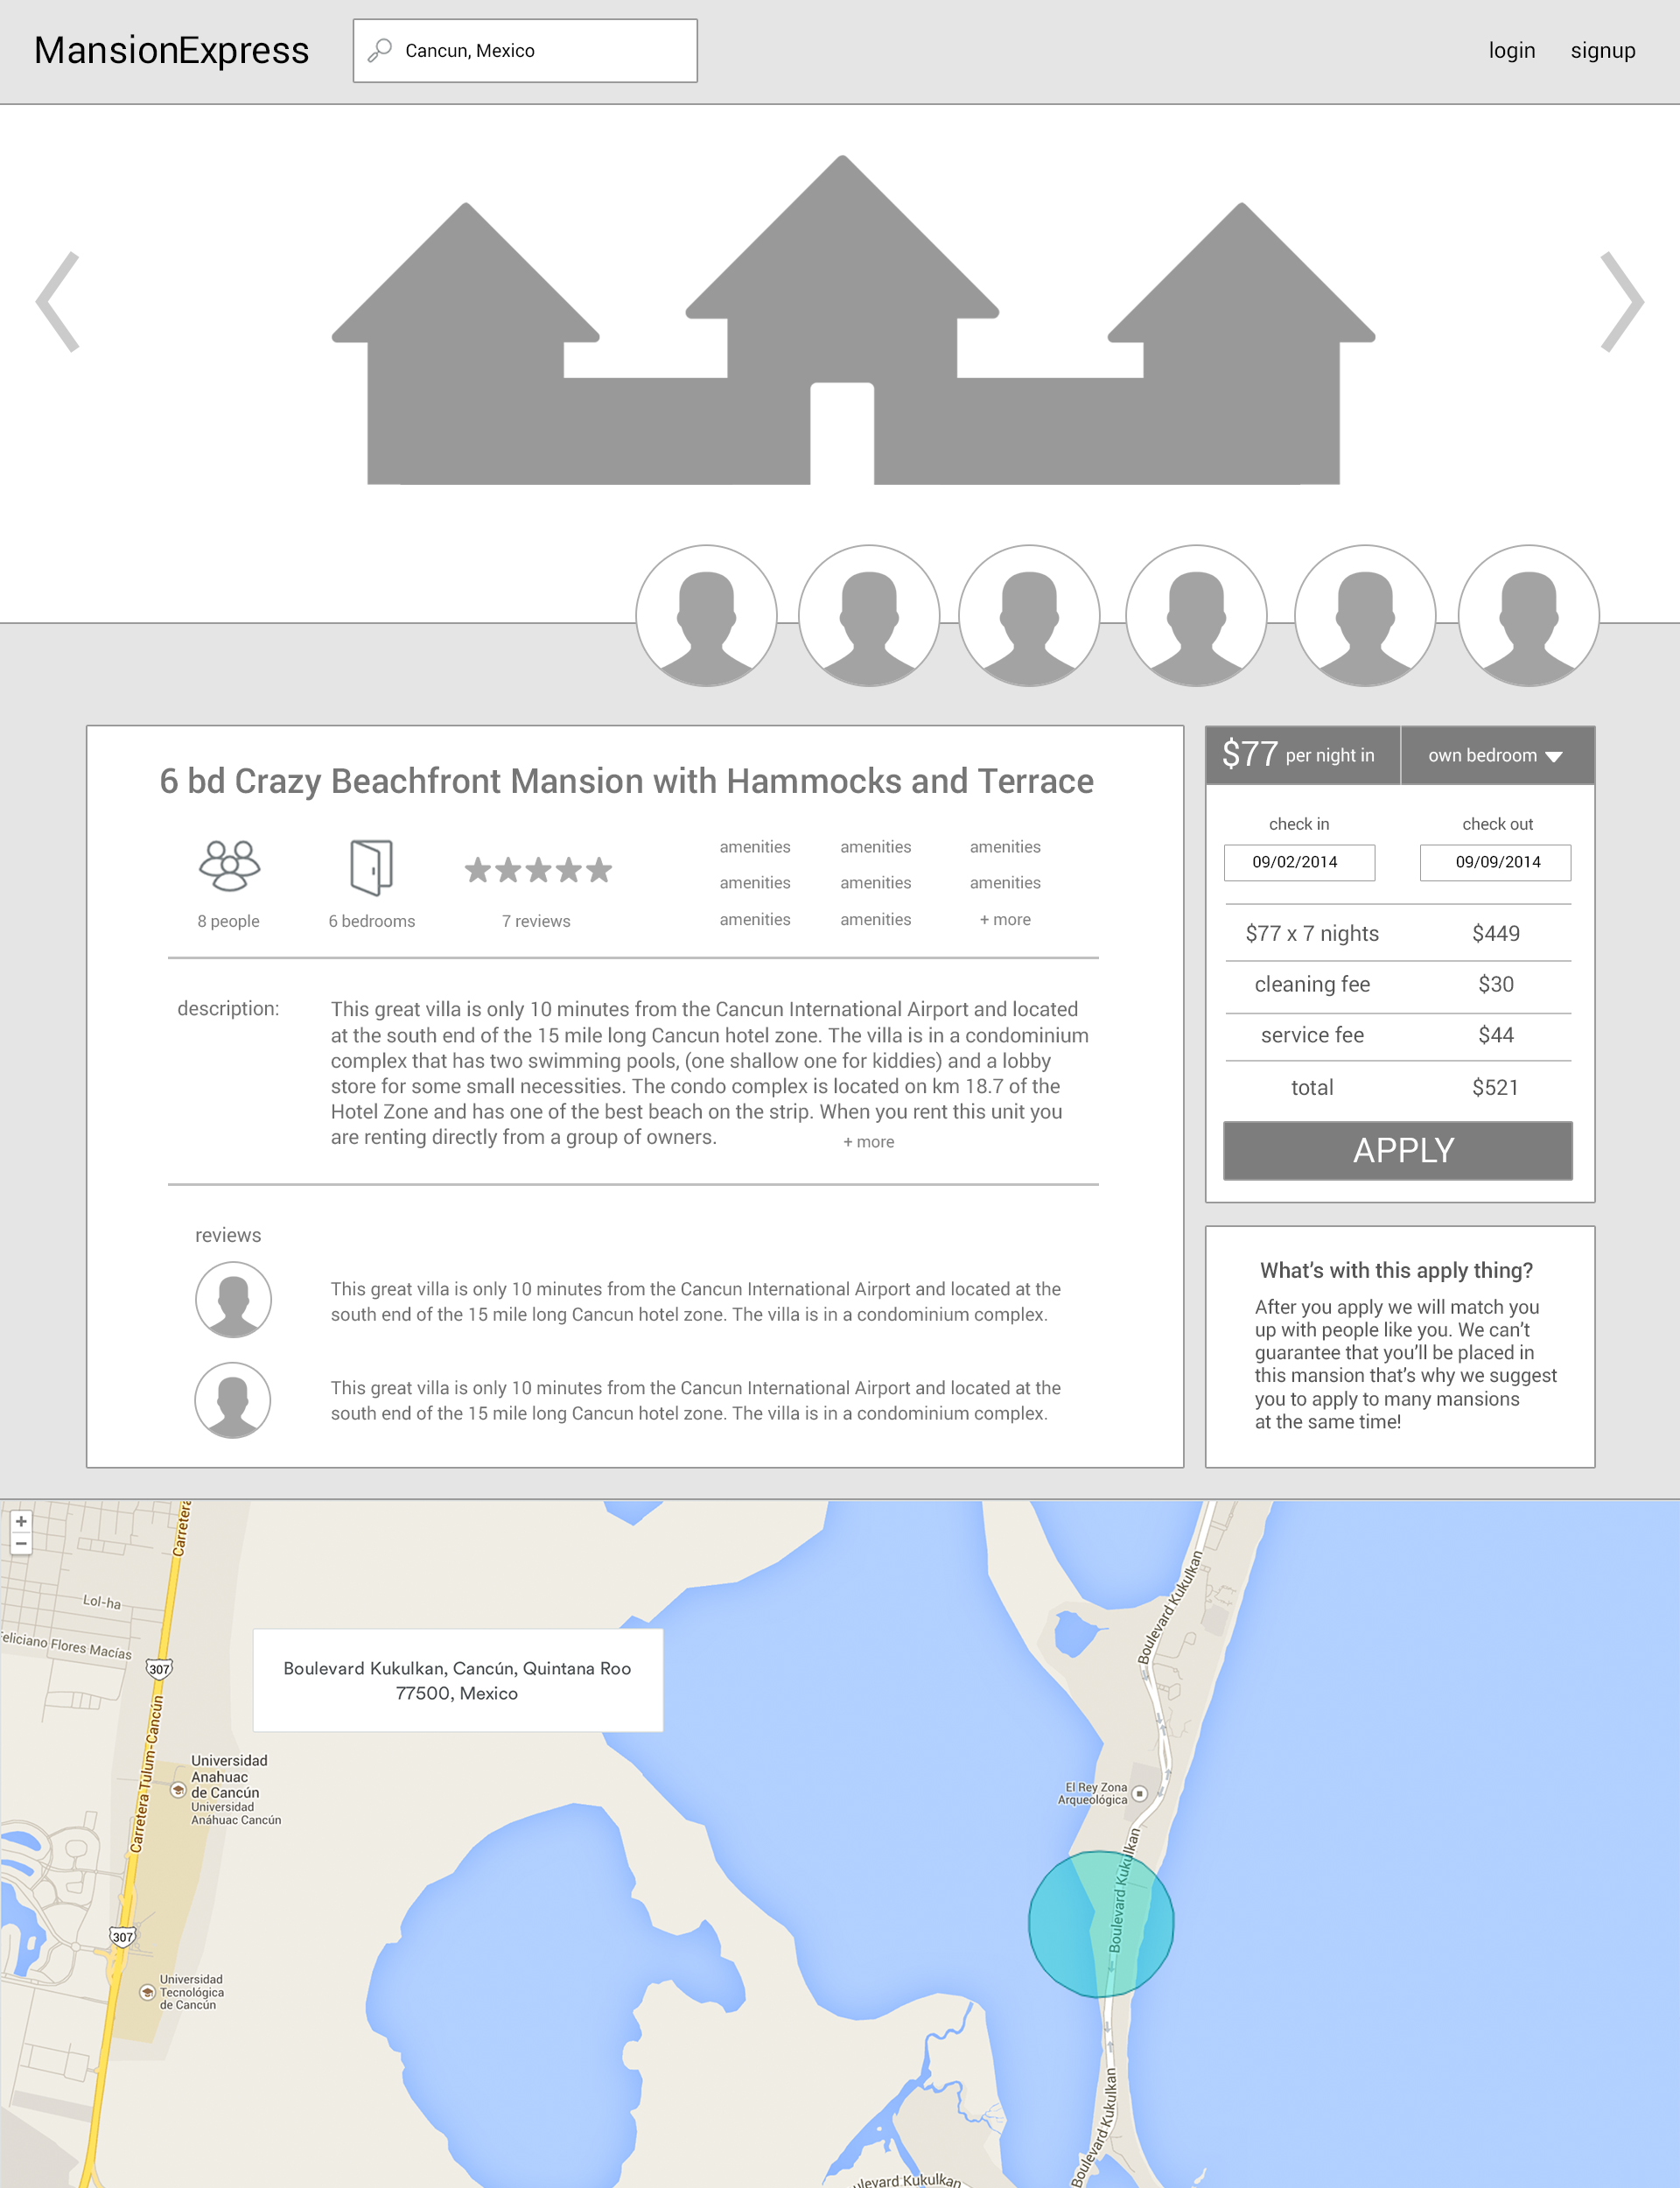 MansionExpress
Cancun, Mexico
login signup
6 bd Crazy Beachfront Mansion with Hammocks and Terrace
8 people
6 bedrooms
7 reviews
amenities amenities amenities
amenities amenities amenities
amenities amenities + more
description:
This great villa is only 10 minutes from the Cancun International Airport and located
at the south end of the 15 mile long Cancun hotel zone. The villa is in a condominium
complex that has two swimming pools, (one shallow one for kiddies) and a lobby
store for some small necessities. The condo complex is located on km 18.7 of the
Hotel Zone and has one of the best beach on the strip. When you rent this unit you
are renting directly from a group of owners.
+ more
reviews
This great villa is only 10 minutes from the Cancun International Airport and located at the
south end of the 15 mile long Cancun hotel zone. The villa is in a condominium complex.
This great villa is only 10 minutes from the Cancun International Airport and located at the
south end of the 15 mile long Cancun hotel zone. The villa is in a condominium complex.
$77 per night in own bedroom
check in check out
09/02/2014 09/09/2014
$77 x 7 nights $449
cleaning fee $30
service fee $44
total $521
APPLY
What's with this apply thing?
After you apply we will match you
up with people like you. We can't
guarantee that you'll be placed in
this mansion that's why we suggest
you to apply to many mansions
at the same time!
+
−
Carretera
Lol-ha
Feliciano Flores Macías
307
Boulevard Kukulkan, Cancún, Quintana Roo
77500, Mexico
Carretera Tulum-Cancún
Universidad
Anahuac
de Cancún
Universidad
Anáhuac Cancún
307
Universidad
Tecnológica
de Cancún
Boulevard Kukulkan
El Rey Zona
Arqueológica
Boulevard Kukulkan
Boulevard Kukulkan
ulevard Kukulkan